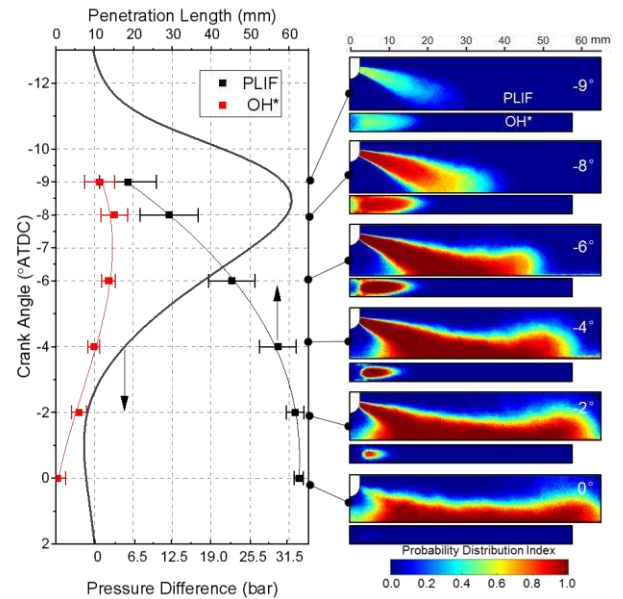 Penetration Length (mm)
0 10 20 30 40 50 60
0 10 20 30 40 50 60 mm
-12
-10
-9
-8
-7
-6
-4
-2
0
2
Crank Angle (°ATDC)
PLIF
OH*
-9°
PLIF
OH*
-8°
-6°
-4°
-2°
0°
0 6.5 12.5 19.0 25.5 31.5
Pressure Difference (bar)
Probability Distribution Index
0.0 0.2 0.4 0.6 0.8 1.0